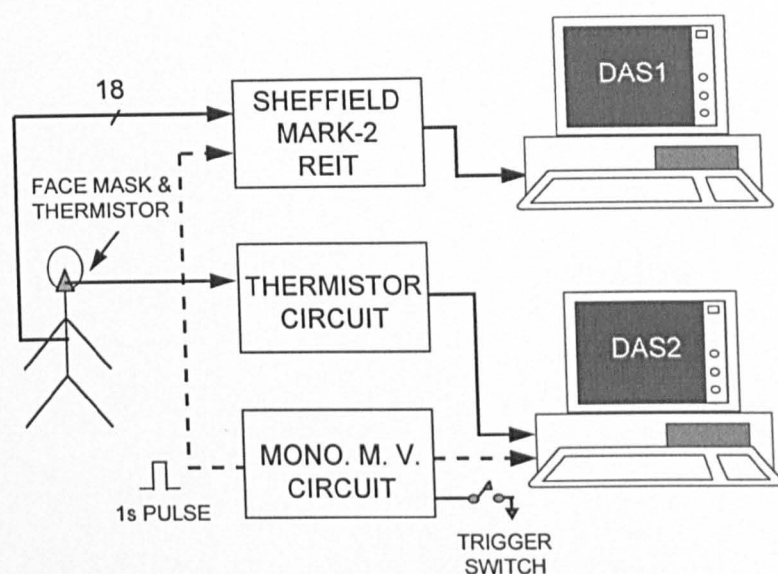 18
SHEFFIELD
MARK-2
REIT
DAS1
FACE MASK &
THERMISTOR
THERMISTOR
CIRCUIT
DAS2
MONO. M. V.
CIRCUIT
1s PULSE
TRIGGER
SWITCH